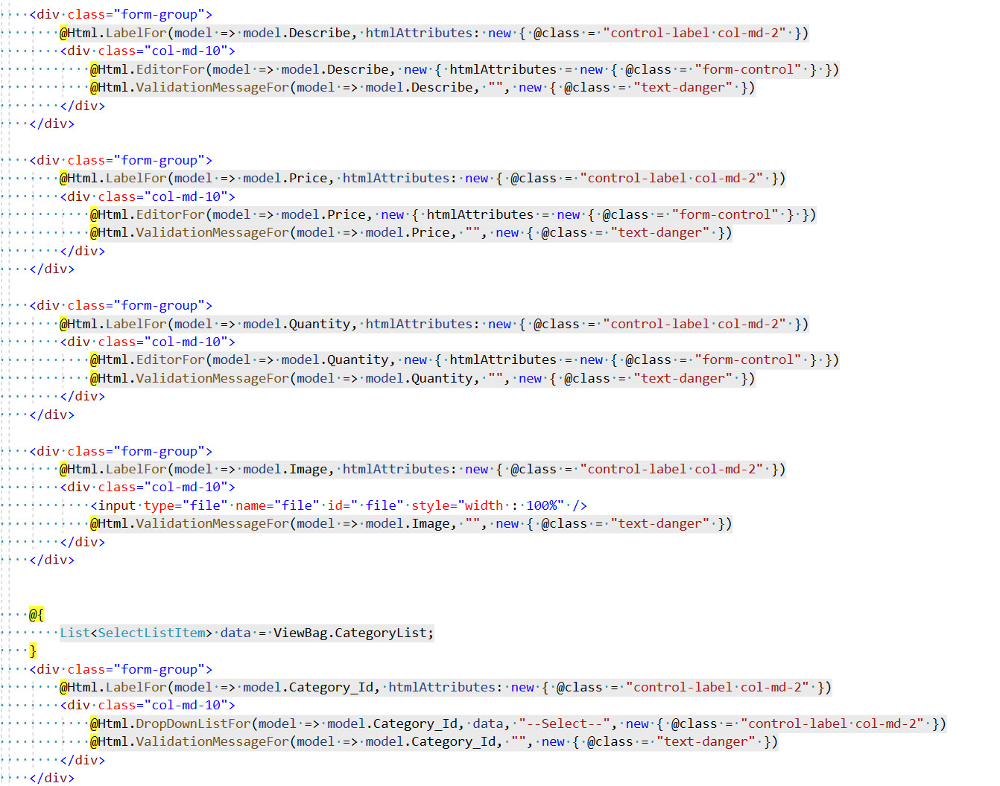 <div class="form-group">
@Html.LabelFor(model => model.Describe, htmlAttributes: new { @class = "control-label col-md-2" })
<div class="col-md-10">
@Html.EditorFor(model => model.Describe, new { htmlAttributes = new { @class = "form-control" } })
@Html.ValidationMessageFor(model => model.Describe, "", new { @class = "text-danger" })
</div>
</div>
<div class="form-group">
@Html.LabelFor(model => model.Price, htmlAttributes: new { @class = "control-label col-md-2" })
<div class="col-md-10">
@Html.EditorFor(model => model.Price, new { htmlAttributes = new { @class = "form-control" } })
@Html.ValidationMessageFor(model => model.Price, "", new { @class = "text-danger" })
</div>
</div>
<div class="form-group">
@Html.LabelFor(model => model.Quantity, htmlAttributes: new { @class = "control-label col-md-2" })
<div class="col-md-10">
@Html.EditorFor(model => model.Quantity, new { htmlAttributes = new { @class = "form-control" } })
@Html.ValidationMessageFor(model => model.Quantity, "", new { @class = "text-danger" })
</div>
</div>
<div class="form-group">
@Html.LabelFor(model => model.Image, htmlAttributes: new { @class = "control-label col-md-2" })
<div class="col-md-10">
<input type="file" name="file" id=" file" style="width : 100%" />
@Html.ValidationMessageFor(model => model.Image, "", new { @class = "text-danger" })
</div>
</div>
@{
List<SelectListItem> data = ViewBag.CategoryList;
}
<div class="form-group">
@Html.LabelFor(model => model.Category_Id, htmlAttributes: new { @class = "control-label col-md-2" })
<div class="col-md-10">
@Html.DropDownListFor(model => model.Category_Id, data, "--Select--", new { @class = "control-label col-md-2" })
@Html.ValidationMessageFor(model => model.Category_Id, "", new { @class = "text-danger" })
</div>
</div>